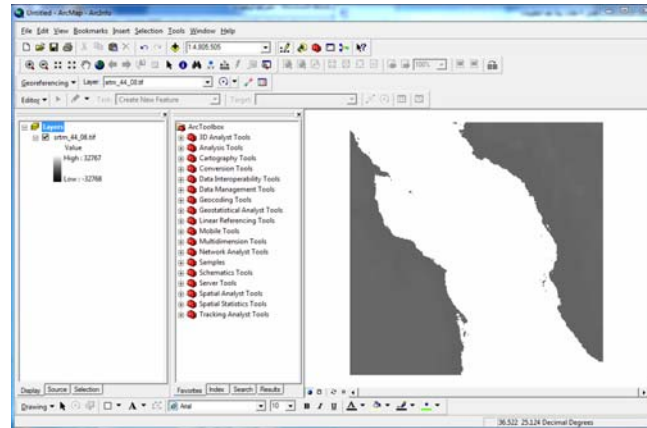 Untitled - ArcMap - ArcInfo
File Edit View Bookmarks Insert Selection Tools Window Help
1:4,805,505
100%
Georeferencing Layer: srtm_44_08.tif
Editor Task: Create New Feature Target:
Layers
srtm_44_08.tif
Value
High : 32767
Low : -32768
ArcToolbox
3D Analyst Tools
Analysis Tools
Cartography Tools
Conversion Tools
Data Interoperability Tools
Data Management Tools
Geocoding Tools
Geostatistical Analyst Tools
Linear Referencing Tools
Mobile Tools
Multidimension Tools
Network Analyst Tools
Samples
Schematics Tools
Server Tools
Spatial Analyst Tools
Spatial Statistics Tools
Tracking Analyst Tools
Display Source Selection
Favorites Index Search Results
Drawing A Arial 10 B I U A
36.522 25.124 Decimal Degrees